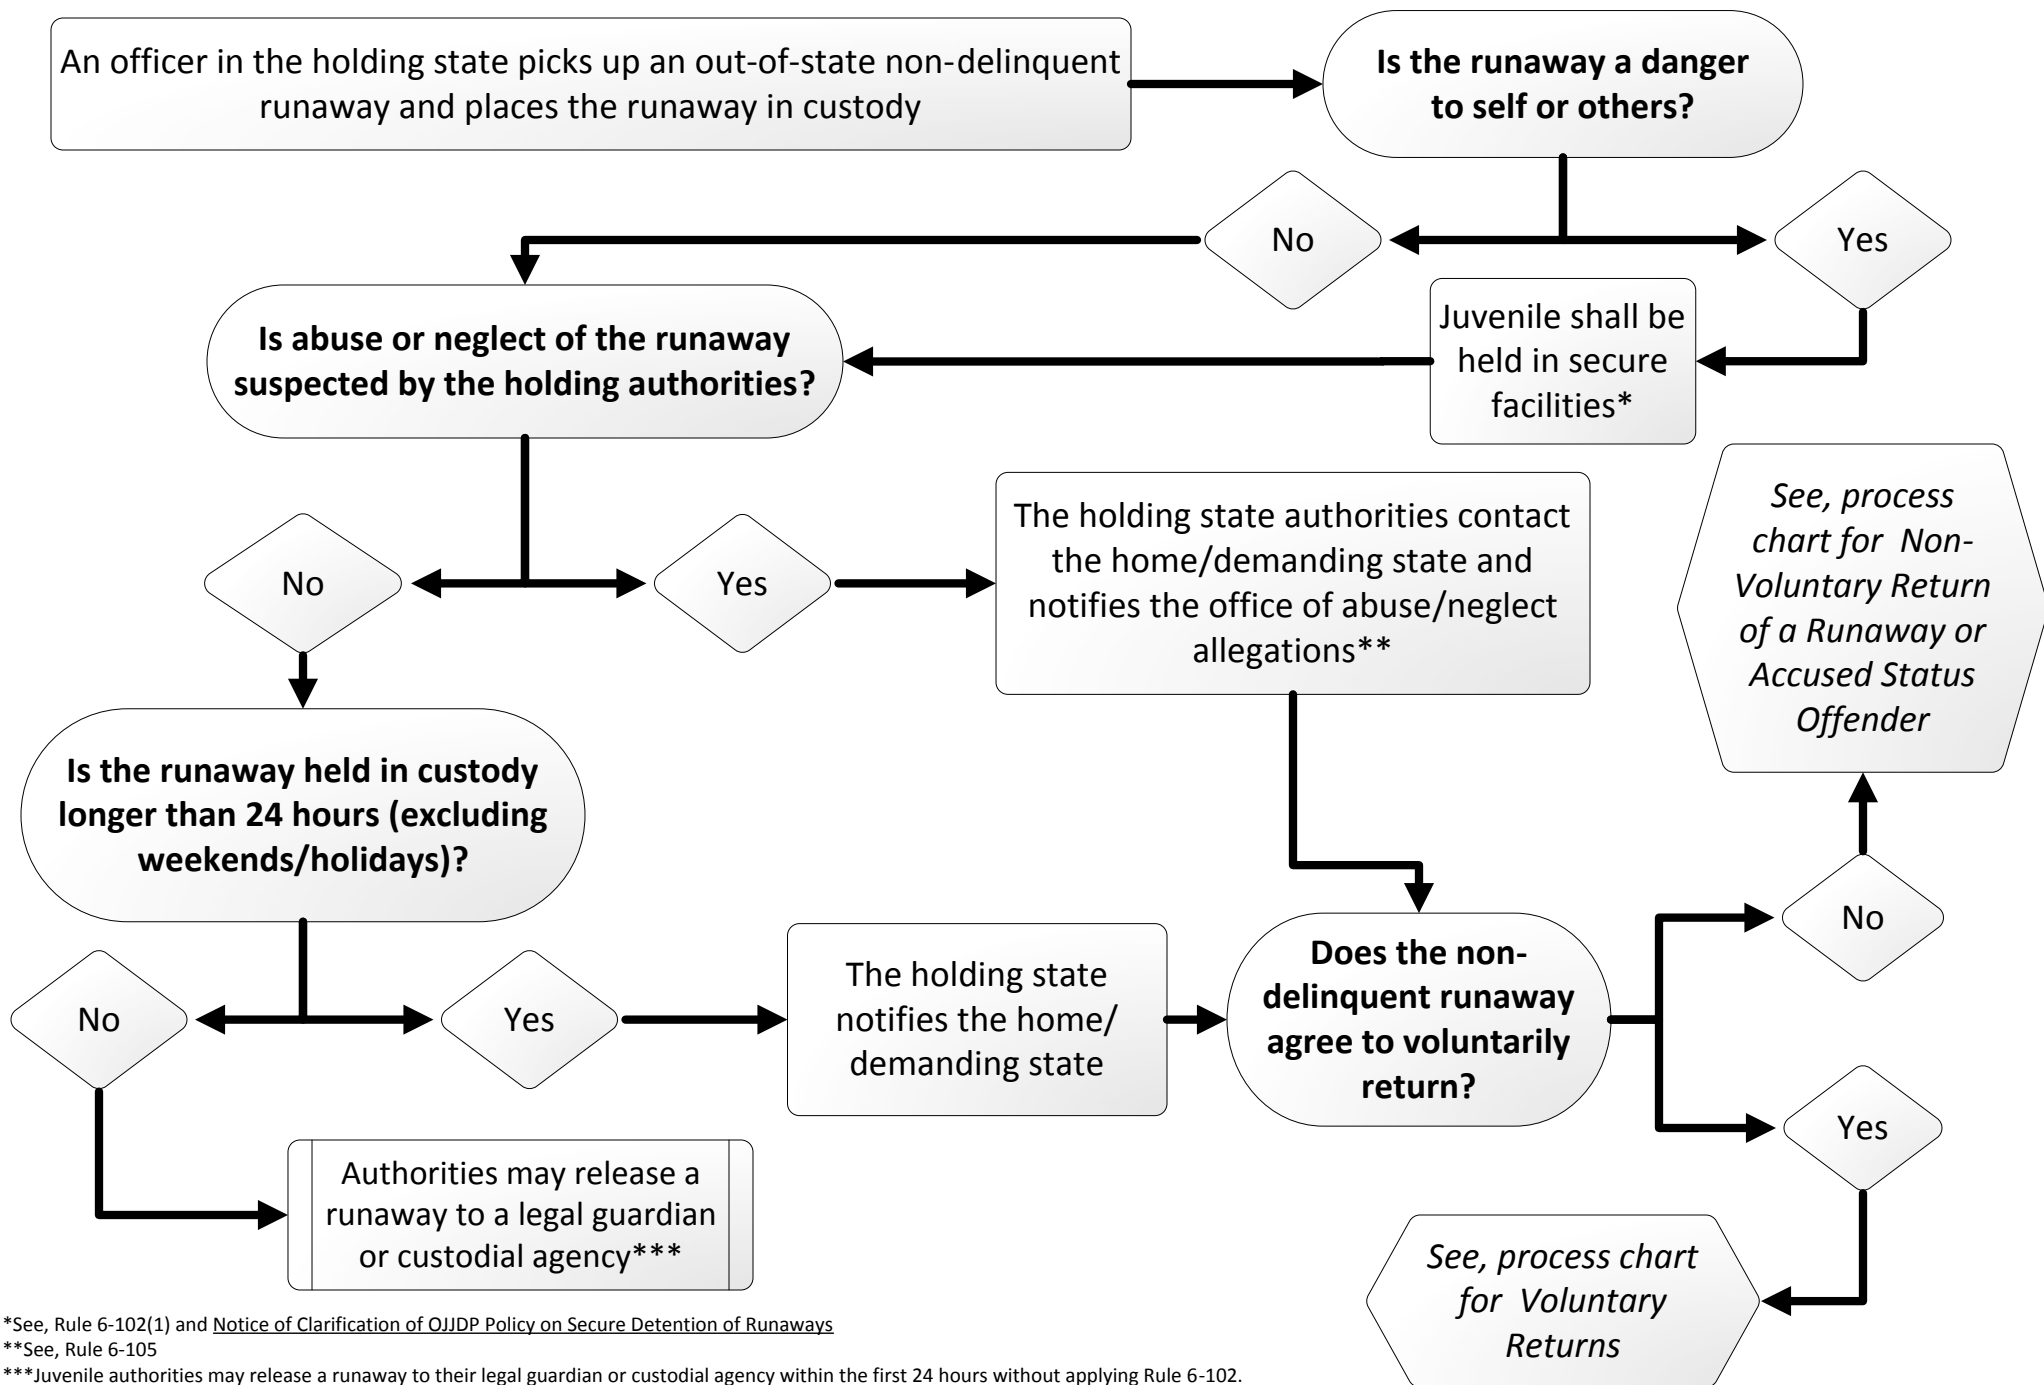 An officer in the holding state picks up an out-of-state non-delinquent
runaway and places the runaway in custody
Is the runaway a danger
to self or others?
No
Yes
Juvenile shall be
held in secure
facilities*
Is abuse or neglect of the runaway
suspected by the holding authorities?
No
Yes
The holding state authorities contact
the home/demanding state and
notifies the office of abuse/neglect
allegations**
See, process
chart for Non-
Voluntary Return
of a Runaway or
Accused Status
Offender
Is the runaway held in custody
longer than 24 hours (excluding
weekends/holidays)?
No
Yes
The holding state
notifies the home/
demanding state
Does the non-
delinquent runaway
agree to voluntarily
return?
No
Yes
Authorities may release a
runaway to a legal guardian
or custodial agency***
See, process chart
for Voluntary
Returns
*See, Rule 6-102(1) and Notice of Clarification of OJJDP Policy on Secure Detention of Runaways
**See, Rule 6-105
***Juvenile authorities may release a runaway to their legal guardian or custodial agency within the first 24 hours without applying Rule 6-102.